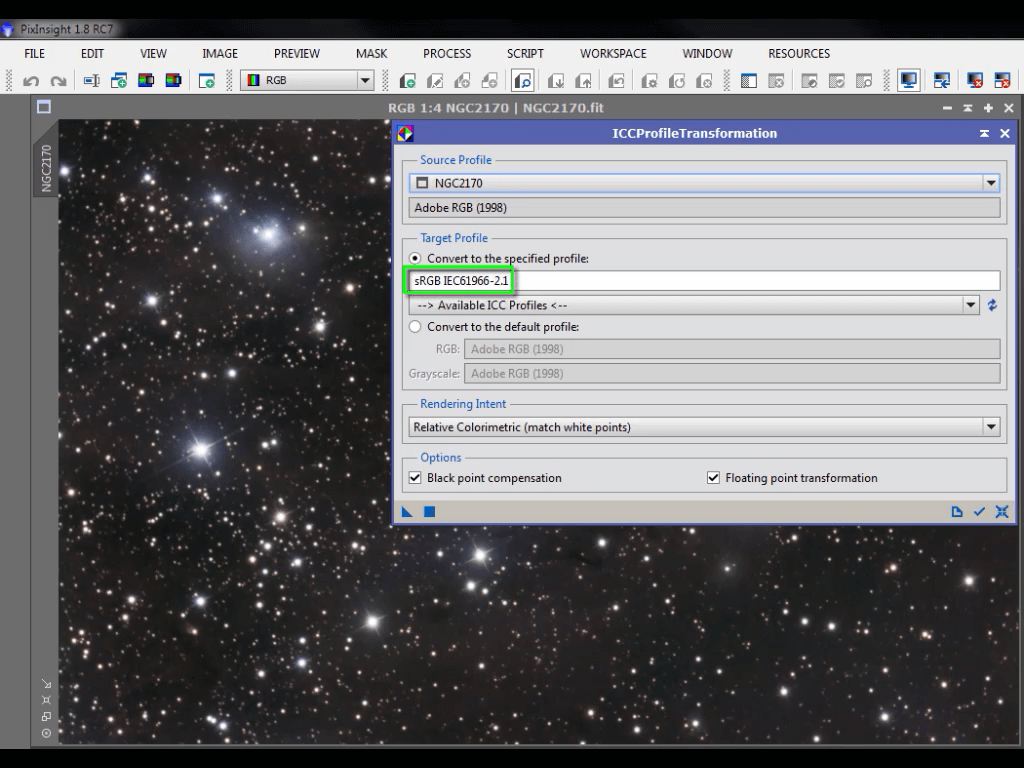 PixInsight 1.8 RC7
FILE EDIT VIEW IMAGE PREVIEW MASK PROCESS SCRIPT WORKSPACE WINDOW RESOURCES
RGB
RGB 1:4 NGC2170 | NGC2170.fit
NGC2170
ICCProfileTransformation
Source Profile
NGC2170
Adobe RGB (1998)
Target Profile
Convert to the specified profile:
sRGB IEC61966-2.1
--> Available ICC Profiles <--
Convert to the default profile:
RGB: Adobe RGB (1998)
Grayscale: Adobe RGB (1998)
Rendering Intent
Relative Colorimetric (match white points)
Options
Black point compensation Floating point transformation